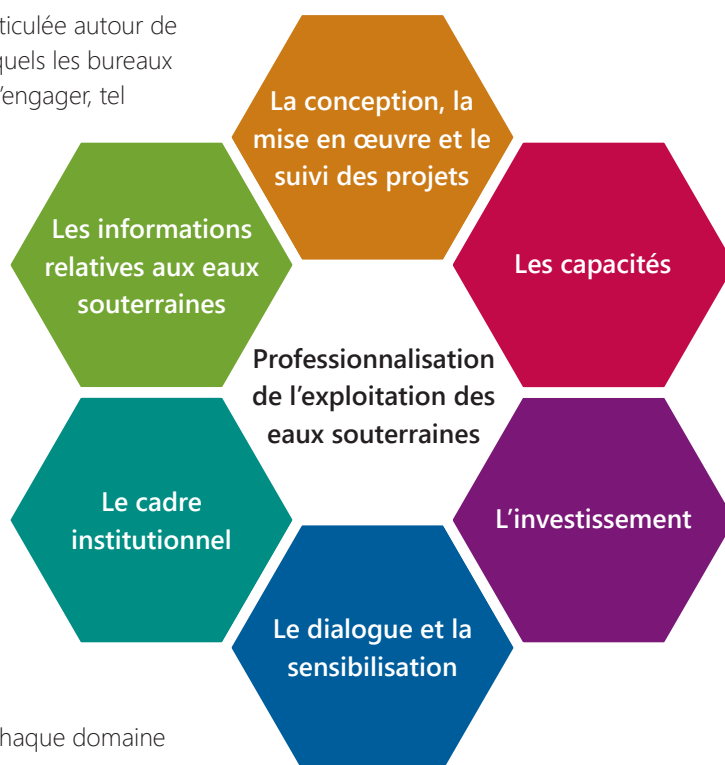 ticulée autour de
quels les bureaux
'engager, tel
La conception, la
mise en œuvre et le
suivi des projets
Les informations
relatives aux eaux
souterraines
Les capacités
Professionnalisation
de l'exploitation des
eaux souterraines
Le cadre
institutionnel
L'investissement
Le dialogue et la
sensibilisation
haque domaine